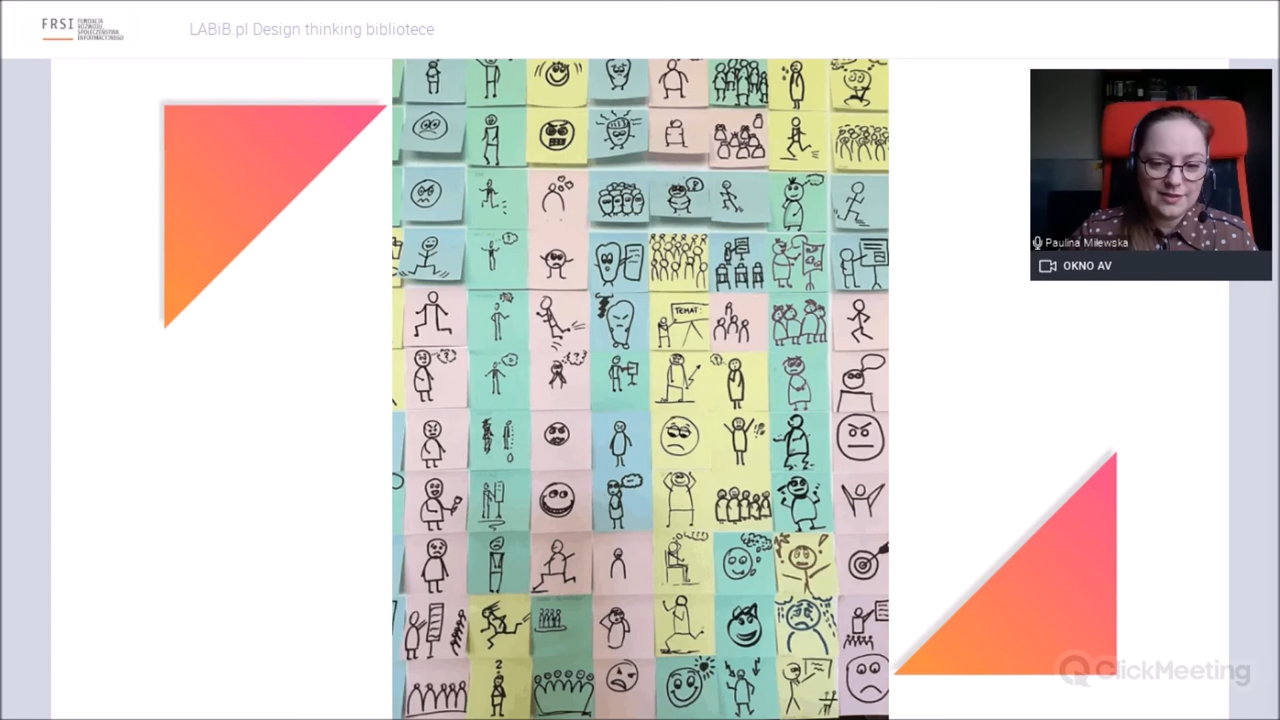 FRSI
FUNDACJA
ROZWOJU
SPOŁECZEŃSTWA
INFORMACYJNEGO
LABiB.pl Design thinking bibliotece
Paulina Milewska
OKNO AV
TEMAT:
ClickMeeting